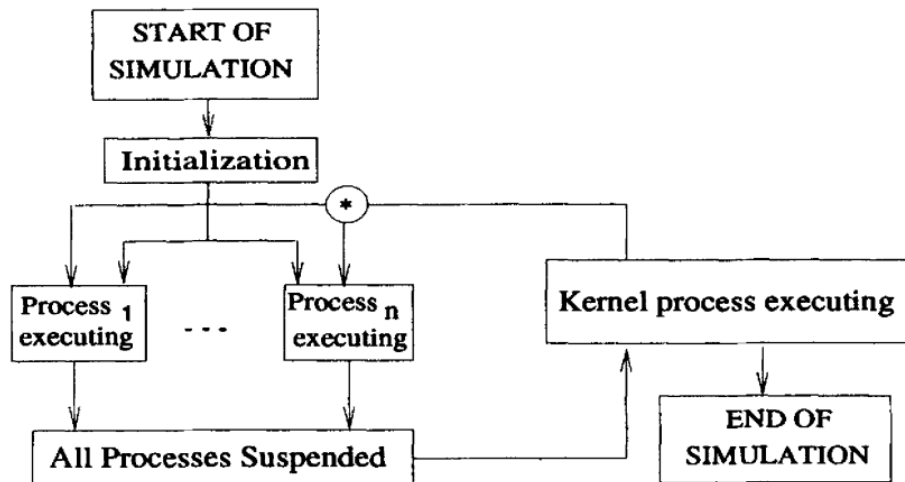 START OF
SIMULATION
Initialization
*
Process 1
executing
- - -
Process n
executing
Kernel process executing
All Processes Suspended
END OF
SIMULATION